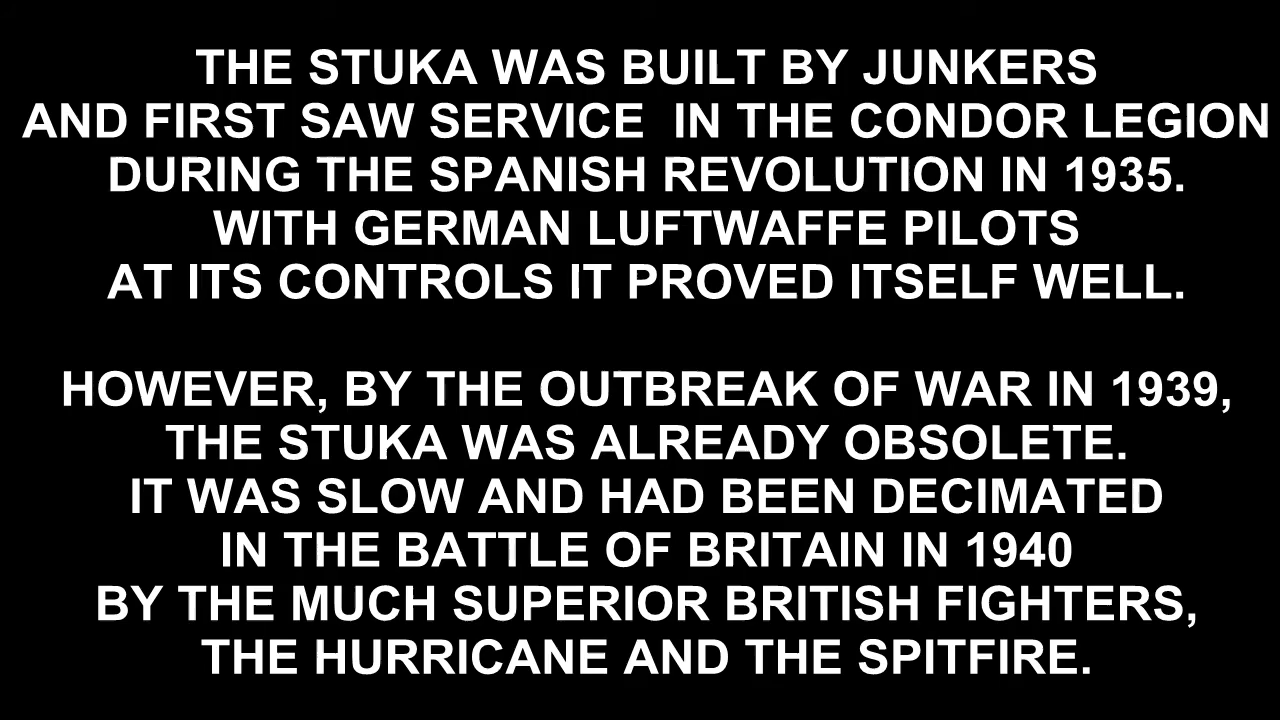 THE STUKA WAS BUILT BY JUNKERS
AND FIRST SAW SERVICE  IN THE CONDOR LEGION
DURING THE SPANISH REVOLUTION IN 1935.
WITH GERMAN LUFTWAFFE PILOTS
AT ITS CONTROLS IT PROVED ITSELF WELL.
HOWEVER, BY THE OUTBREAK OF WAR IN 1939,
THE STUKA WAS ALREADY OBSOLETE.
IT WAS SLOW AND HAD BEEN DECIMATED
IN THE BATTLE OF BRITAIN IN 1940
BY THE MUCH SUPERIOR BRITISH FIGHTERS,
THE HURRICANE AND THE SPITFIRE.